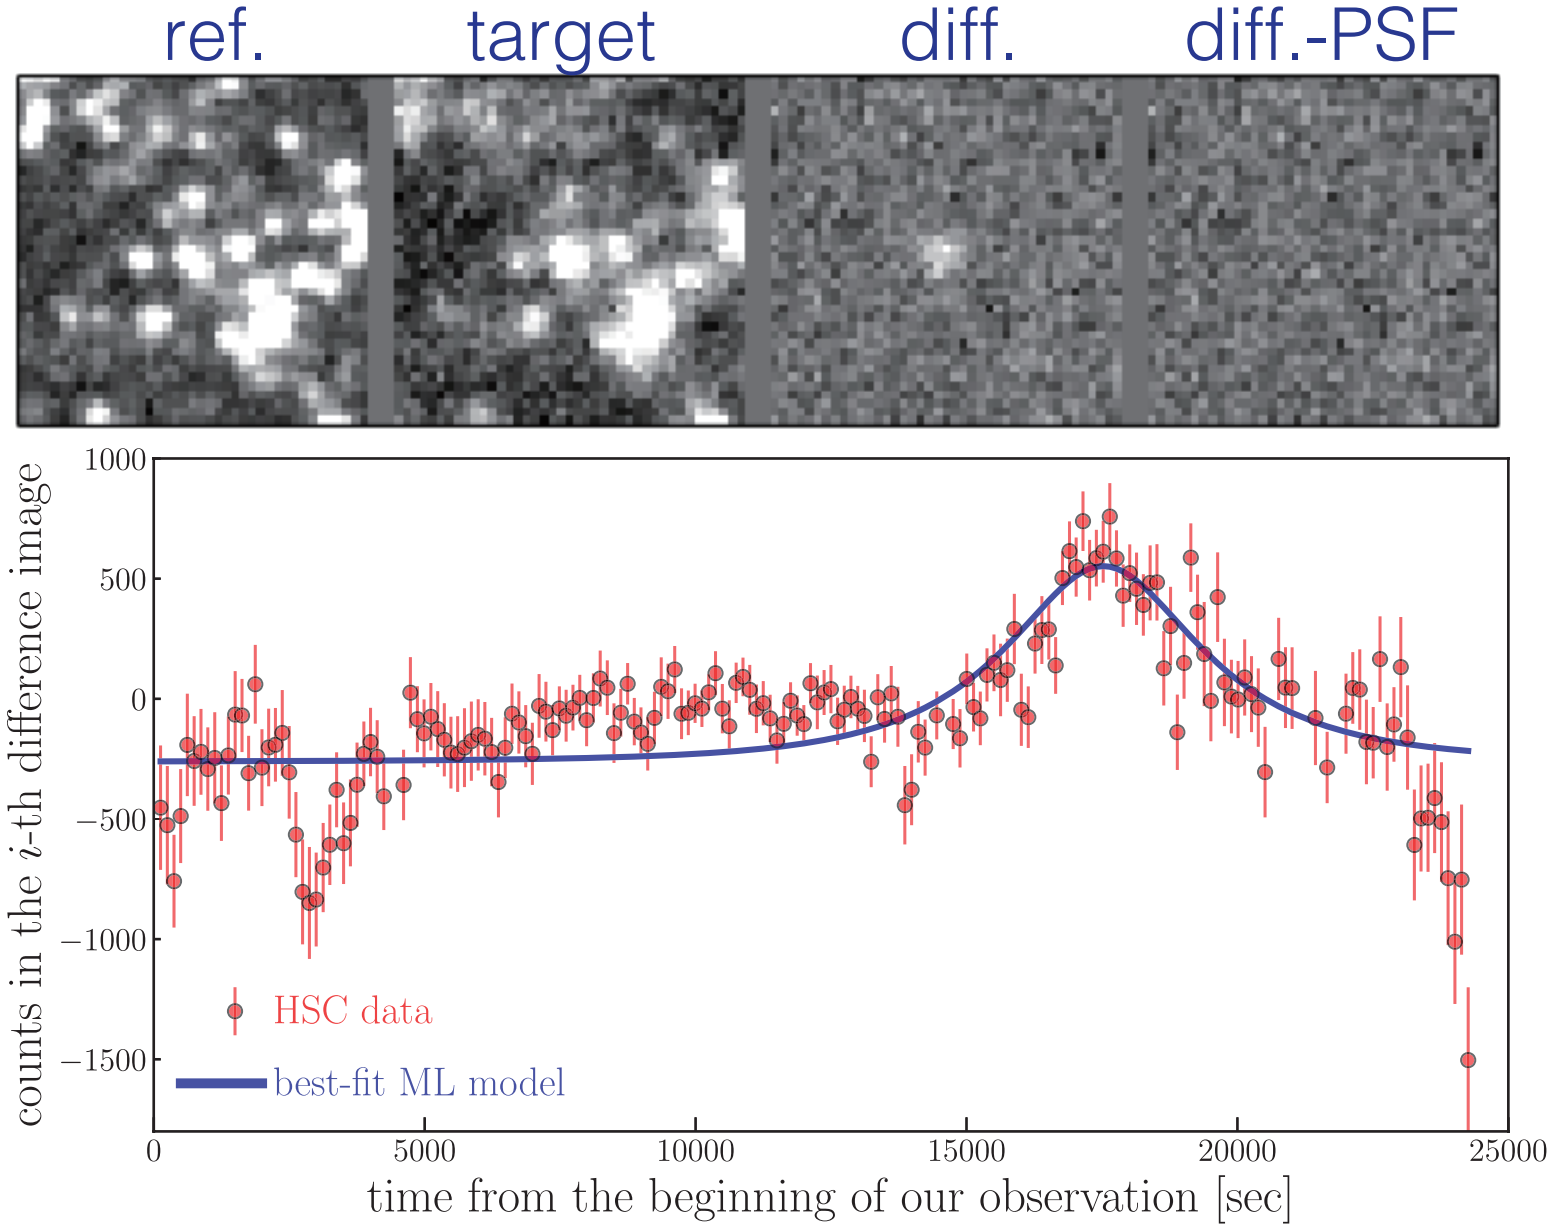 ref.
target
diff.
diff.-PSF
counts in the i-th difference image
1000
500
0
−500
−1000
−1500
HSC data
best-fit ML model
0
5000
10000
15000
20000
25000
time from the beginning of our observation [sec]